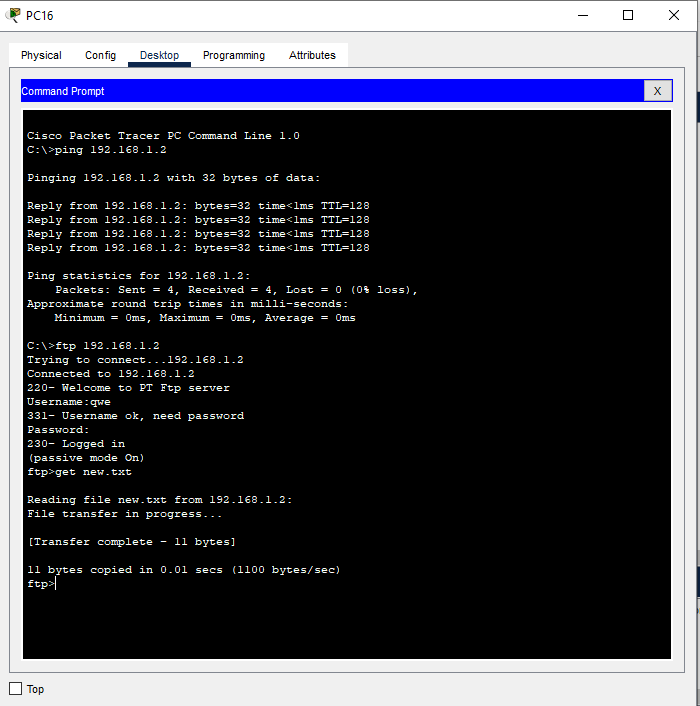 PC16
Physical Config Desktop Programming Attributes
Command Prompt X
Cisco Packet Tracer PC Command Line 1.0
C:\>ping 192.168.1.2
Pinging 192.168.1.2 with 32 bytes of data:
Reply from 192.168.1.2: bytes=32 time<1ms TTL=128
Reply from 192.168.1.2: bytes=32 time<1ms TTL=128
Reply from 192.168.1.2: bytes=32 time<1ms TTL=128
Reply from 192.168.1.2: bytes=32 time<1ms TTL=128
Ping statistics for 192.168.1.2:
Packets: Sent = 4, Received = 4, Lost = 0 (0% loss),
Approximate round trip times in milli-seconds:
Minimum = 0ms, Maximum = 0ms, Average = 0ms
C:\>ftp 192.168.1.2
Trying to connect...192.168.1.2
Connected to 192.168.1.2
220- Welcome to PT Ftp server
Username:qwe
331- Username ok, need password
Password:
230- Logged in
(passive mode On)
ftp>get new.txt
Reading file new.txt from 192.168.1.2:
File transfer in progress...
[Transfer complete - 11 bytes]
11 bytes copied in 0.01 secs (1100 bytes/sec)
ftp>
Top